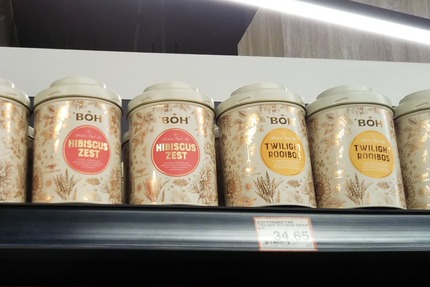 BOH
HIBISCUS
ZEST
BOH
HIBISCUS
ZEST
BOH
TWILIGHT
ROOIBOS
BOH
TWILIGHT
ROOIBOS
34.65